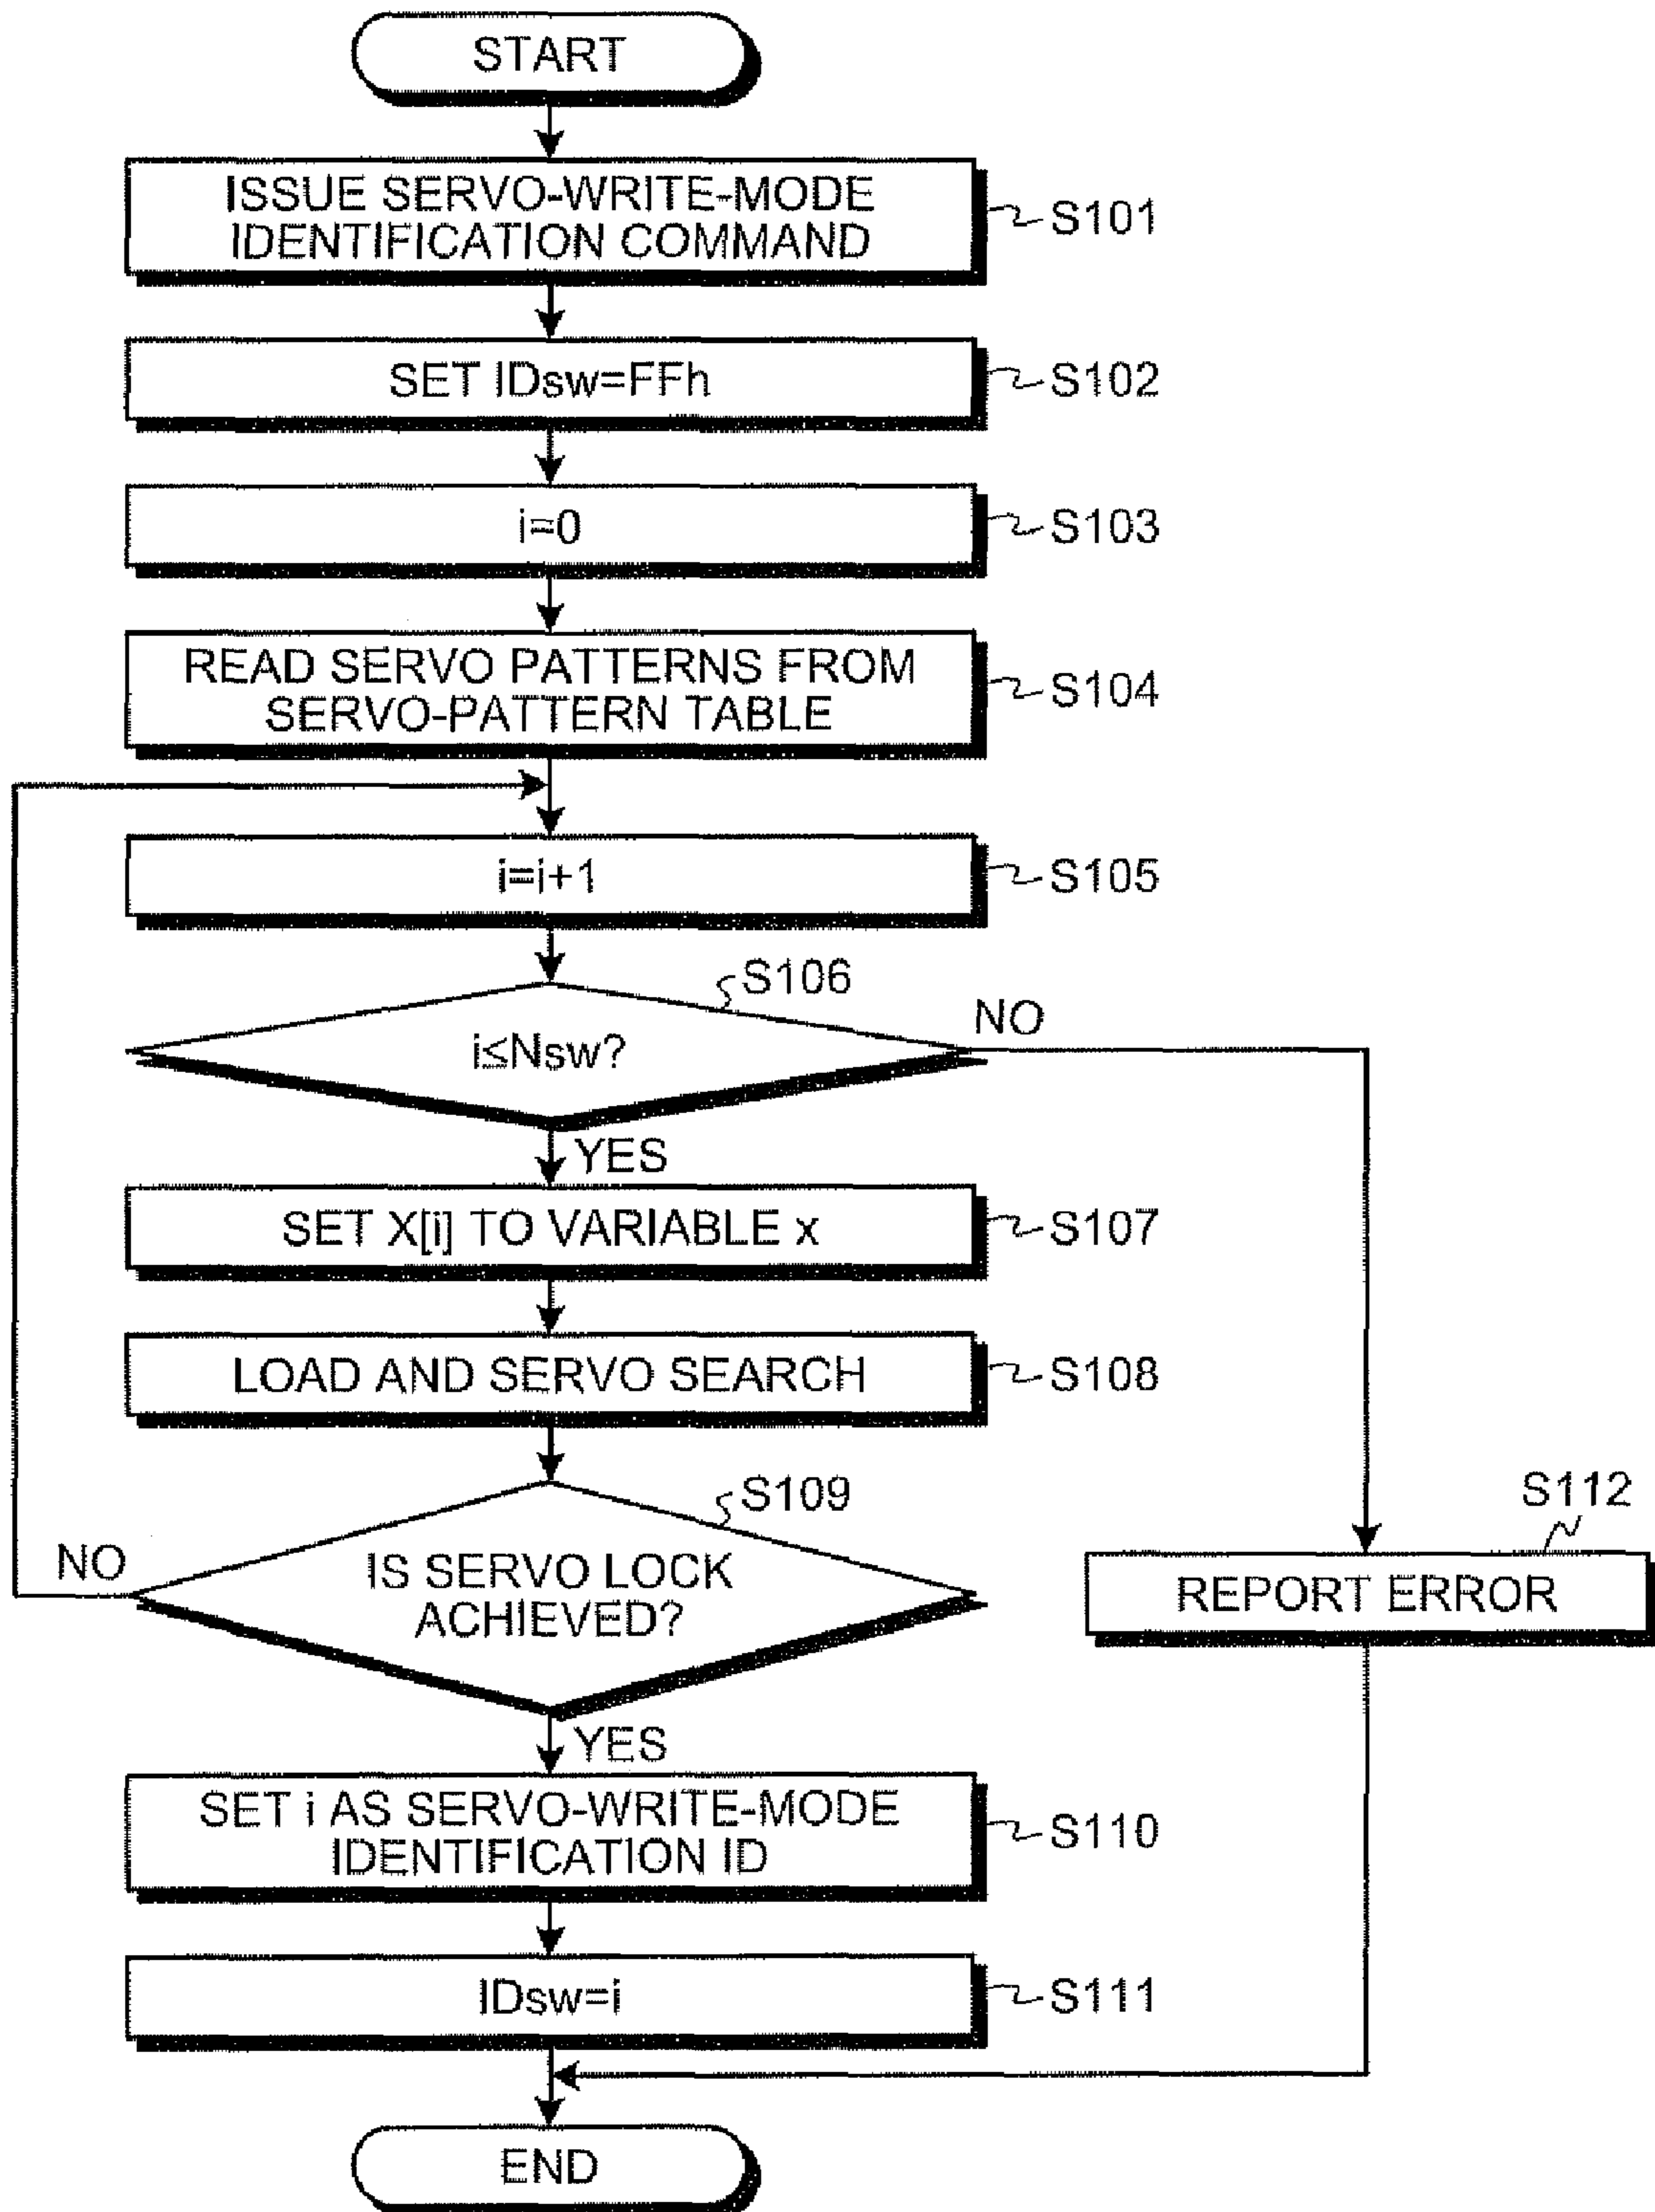 START
ISSUE SERVO-WRITE-MODE
IDENTIFICATION COMMAND
S101
SET IDsw=FFh
S102
i=0
S103
READ SERVO PATTERNS FROM
SERVO-PATTERN TABLE
S104
i=i+1
S105
S106
i≤Nsw?
NO
YES
SET X[i] TO VARIABLE x
S107
LOAD AND SERVO SEARCH
S108
S109
IS SERVO LOCK
ACHIEVED?
NO
S112
REPORT ERROR
YES
SET i AS SERVO-WRITE-MODE
IDENTIFICATION ID
S110
IDsw=i
S111
END